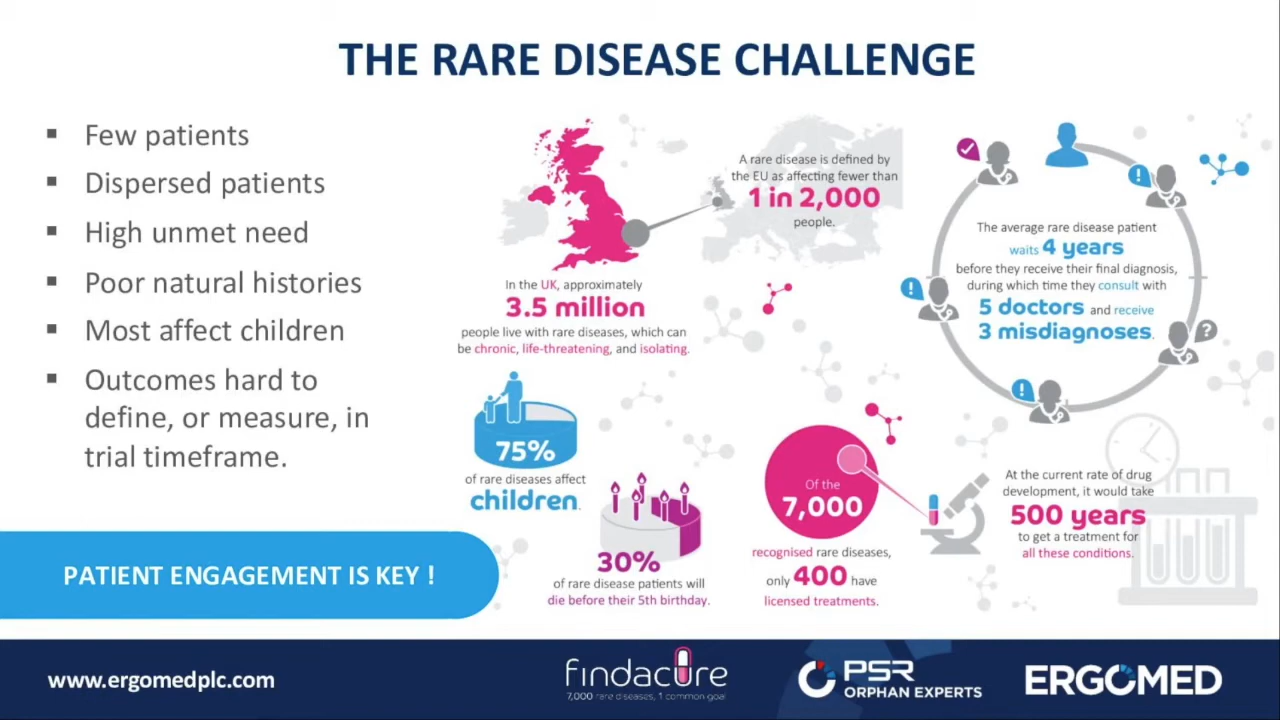 THE RARE DISEASE CHALLENGE
Few patients
Dispersed patients
High unmet need
Poor natural histories
Most affect children
Outcomes hard to
define, or measure, in
trial timeframe.
PATIENT ENGAGEMENT IS KEY !
In the UK, approximately
3.5 million
people live with rare diseases, which can
be chronic, life-threatening, and isolating.
A rare disease is defined by
the EU as affecting fewer than
1 in 2,000
people.
The average rare disease patient
waits 4 years
before they receive their final diagnosis,
during which time they consult with
5 doctors and receive
3 misdiagnoses.
!
!
!
?
75%
of rare diseases affect
children.
30%
of rare disease patients will
die before their 5th birthday.
Of the
7,000
recognised rare diseases,
only 400 have
licensed treatments.
At the current rate of drug
development, it would take
500 years
to get a treatment for
all these conditions.
www.ergomedplc.com
findacure
7,000 rare diseases, 1 common goal
PSR
ORPHAN EXPERTS
ERGOMED